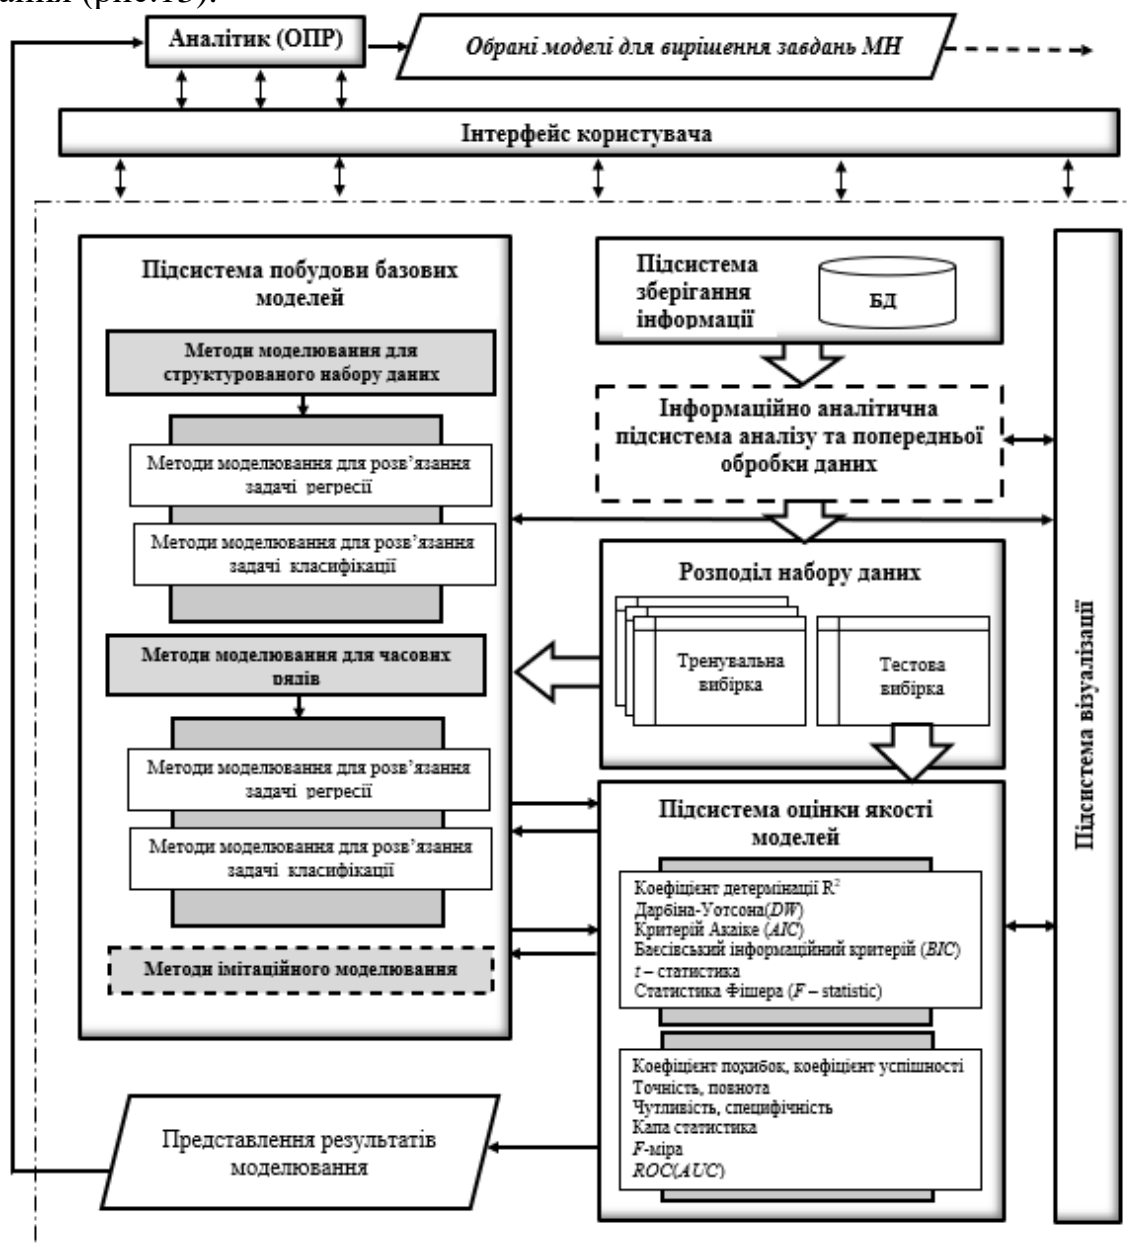 ання (рис.13).
Аналітик (ОПР)
Обрані моделі для вирішення завдань МН
Інтерфейс користувача
Підсистема побудови базових
моделей
Методи моделювання для
структурованого набору даних
Методи моделювання для розв’язання
задачі регресії
Методи моделювання для розв’язання
задачі класифікації
Методи моделювання для часових
рядів
Методи моделювання для розв’язання
задачі регресії
Методи моделювання для розв’язання
задачі класифікації
Методи імітаційного моделювання
Представлення результатів
моделювання
Підсистема
зберігання
інформації
БД
Інформаційно аналітична
підсистема аналізу та попередньої
обробки даних
Розподіл набору даних
Тренувальна
вибірка
Тестова
вибірка
Підсистема оцінки якості
моделей
Коефіцієнт детермінації R²
Дарбіна-Уотсона(DW)
Критерій Акаіке (AIC)
Баєсівський інформаційний критерій (BIC)
t – статистика
Статистика Фішера (F – statistic)
Коефіцієнт похибок, коефіцієнт успішності
Точність, повнота
Чутливість, специфічність
Капа статистика
F-міра
ROC(AUC)
Підсистема візуалізації